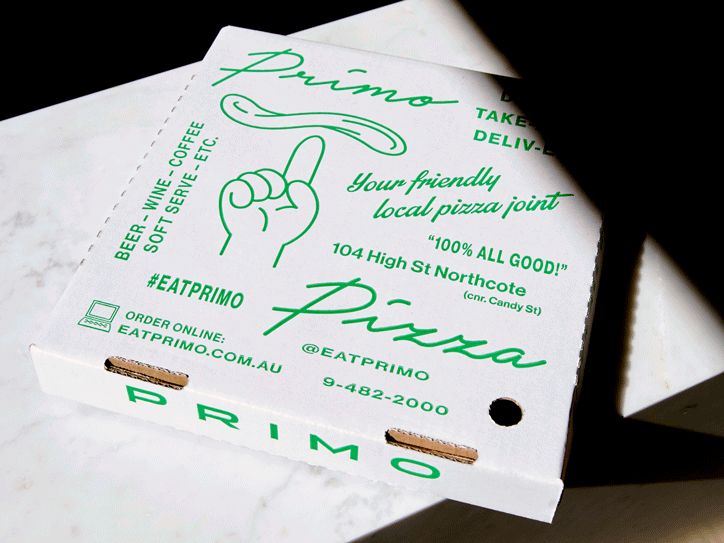 Primo
TAKE-
DELIV-E
BEER – WINE – COFFEE
SOFT SERVE – ETC.
Your friendly
local pizza joint
"100% ALL GOOD!"
104 High St Northcote
(cnr. Candy St)
#EATPRIMO
Pizza
ORDER ONLINE:
EATPRIMO.COM.AU
@EATPRIMO
9-482-2000
PRIMO